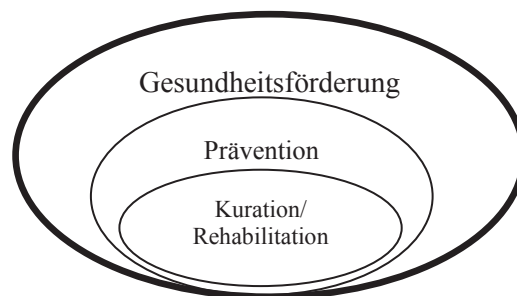 Gesundheitsförderung
Prävention
Kuration/
Rehabilitation